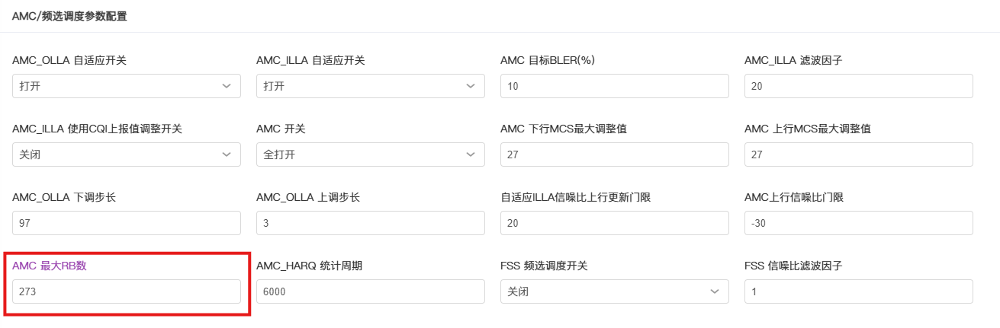 AMC/频选调度参数配置
AMC_OLLA 自适应开关 AMC_ILLA 自适应开关 AMC 目标BLER(%) AMC_ILLA 滤波因子
打开 打开 10 20
AMC_ILLA 使用CQI上报值调整开关 AMC 开关 AMC 下行MCS最大调整值 AMC 上行MCS最大调整值
关闭 全打开 27 27
AMC_OLLA 下调步长 AMC_OLLA 上调步长 自适应ILLA信噪比上行更新门限 AMC上行信噪比门限
97 3 20 -30
AMC 最大RB数 AMC_HARQ 统计周期 FSS 频选调度开关 FSS 信噪比滤波因子
273 6000 关闭 1